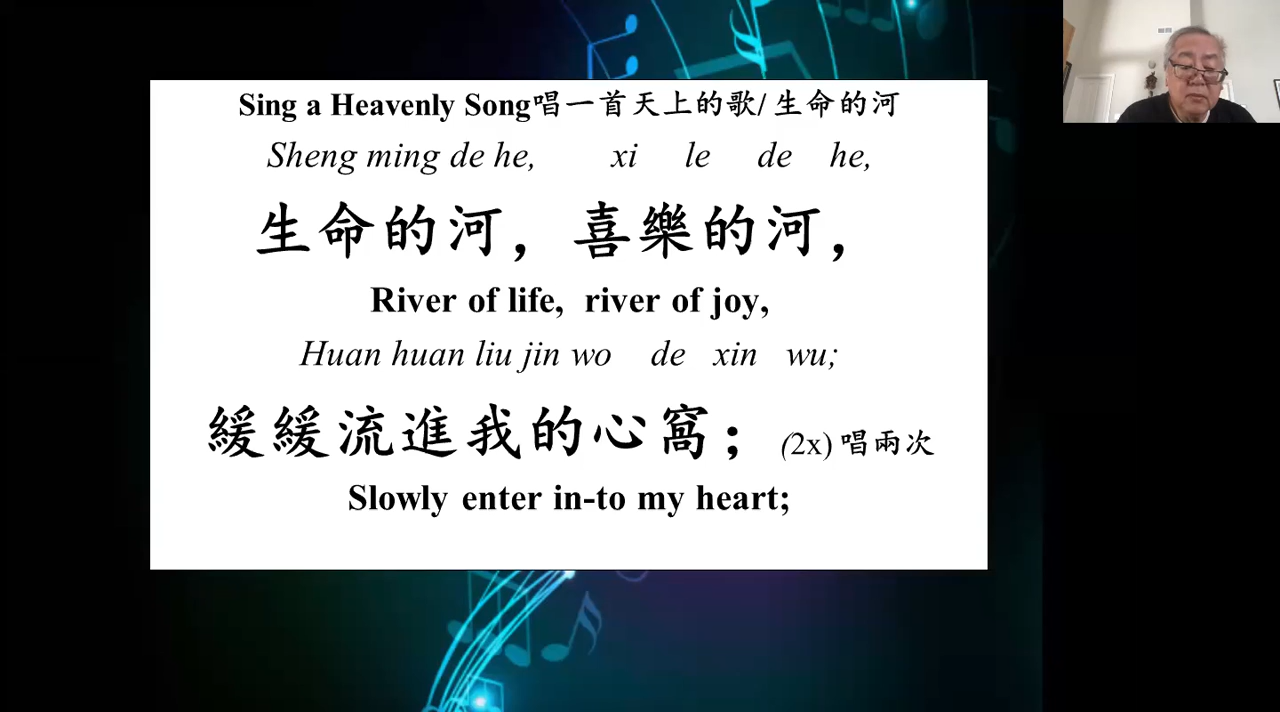 Sing a Heavenly Song唱一首天上的歌/ 生命的河
Sheng ming de he, xi le de he,
生命的河，喜樂的河，
River of life, river of joy,
Huan huan liu jin wo de xin wu;
緩緩流進我的心窩；(2x) 唱兩次
Slowly enter in-to my heart;